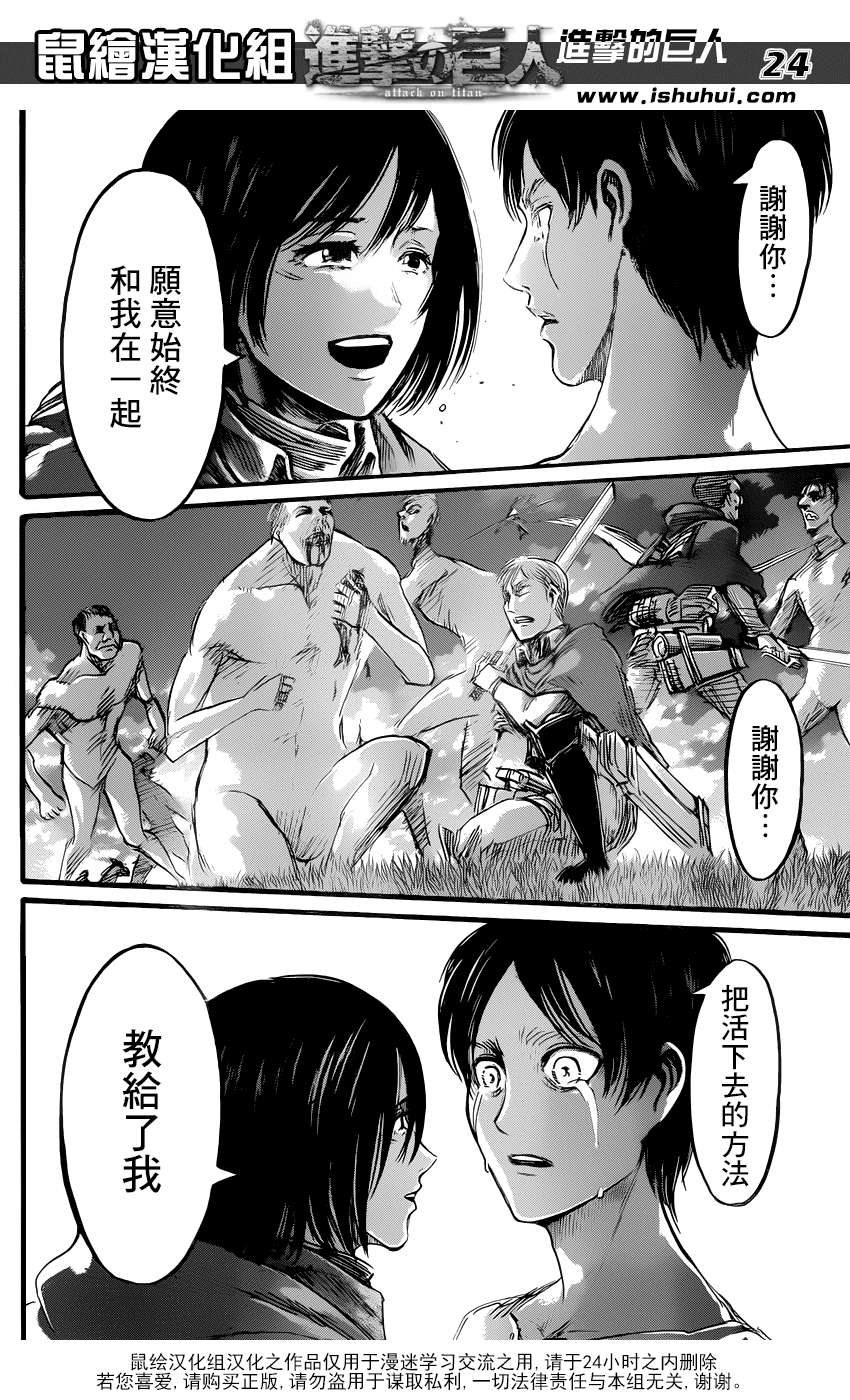 鼠繪漢化組
進撃の巨人
attack on titan
進擊的巨人
24
www.ishuhui.com
謝謝你…
願意始終
和我在一起
謝謝你…
把活下去的方法
教給了我
鼠绘汉化组汉化之作品仅用于漫迷学习交流之用, 请于24小时之内删除
若您喜爱, 请购买正版, 请勿盗用于谋取私利, 一切法律责任与本组无关, 谢谢。